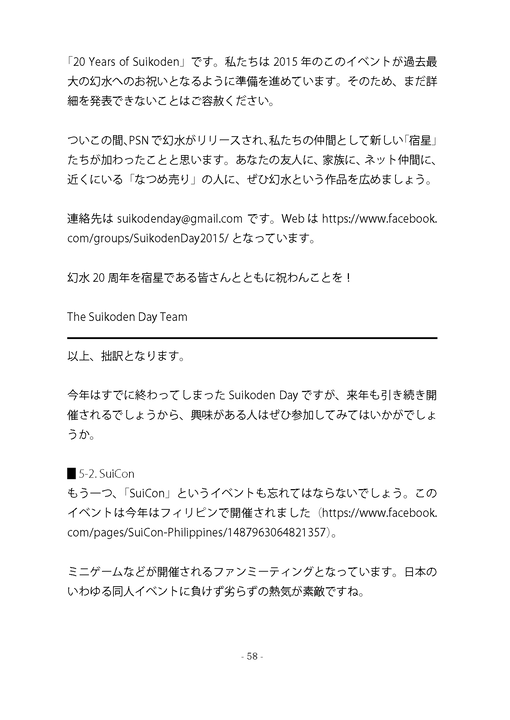 「20 Years of Suikoden」です。私たちは 2015 年のこのイベントが過去最
大の幻水へのお祝いとなるように準備を進めています。そのため、まだ詳
細を発表できないことはご容赦ください。
ついこの間、PSN で幻水がリリースされ、私たちの仲間として新しい「宿星」
たちが加わったことと思います。あなたの友人に、家族に、ネット仲間に、
近くにいる「なつめ売り」の人に、ぜひ幻水という作品を広めましょう。
連絡先は suikodenday@gmail.com です。Web は https://www.facebook.
com/groups/SuikodenDay2015/ となっています。
幻水 20 周年を宿星である皆さんとともに祝わんことを！
The Suikoden Day Team
以上、拙訳となります。
今年はすでに終わってしまった Suikoden Day ですが、来年も引き続き開
催されるでしょうから、興味がある人はぜひ参加してみてはいかがでしょ
うか。
█ 5-2. SuiCon
もう一つ、「SuiCon」というイベントも忘れてはならないでしょう。この
イベントは今年はフィリピンで開催されました（https://www.facebook.
com/pages/SuiCon-Philippines/1487963064821357）。
ミニゲームなどが開催されるファンミーティングとなっています。日本の
いわゆる同人イベントに負けず劣らずの熱気が素敵ですね。
- 58 -